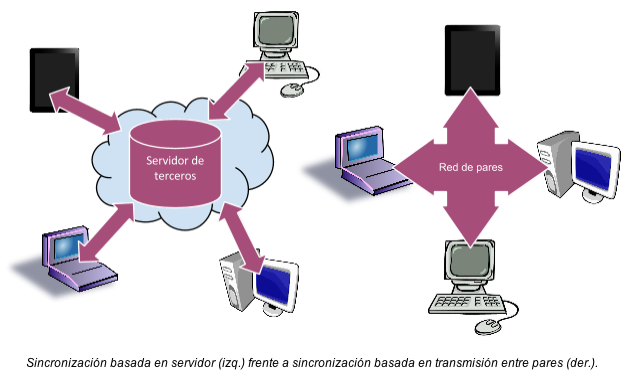 Servidor de
terceros
Red de pares
Sincronización basada en servidor (izq.) frente a sincronización basada en transmisión entre pares (der.).